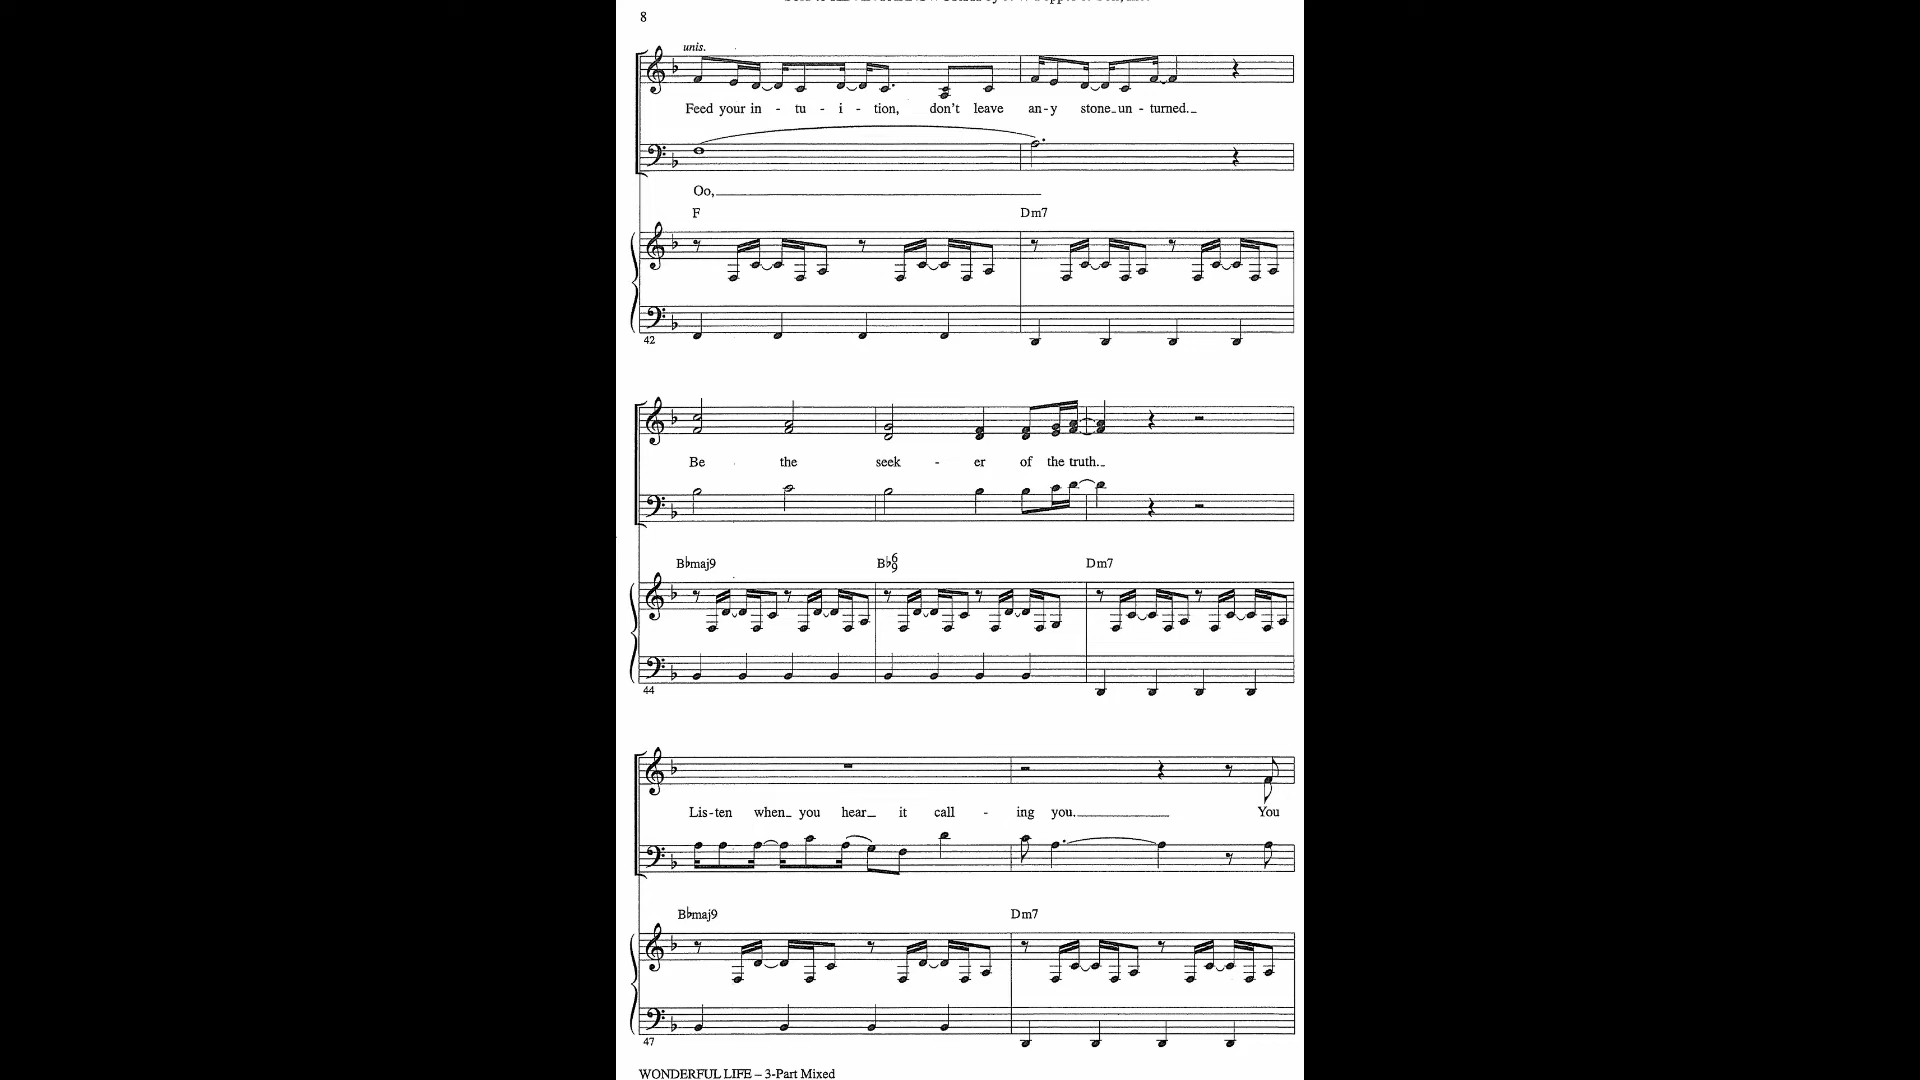 8
unis.
Feed your in - tu - i - tion, don't leave an - y stone un - turned.
Oo,
F Dm7
42
Be the seek - er of the truth.
B♭maj9 B♭6/9 Dm7
44
Lis - ten when you hear it call - ing you. You
B♭maj9 Dm7
47
WONDERFUL LIFE – 3-Part Mixed